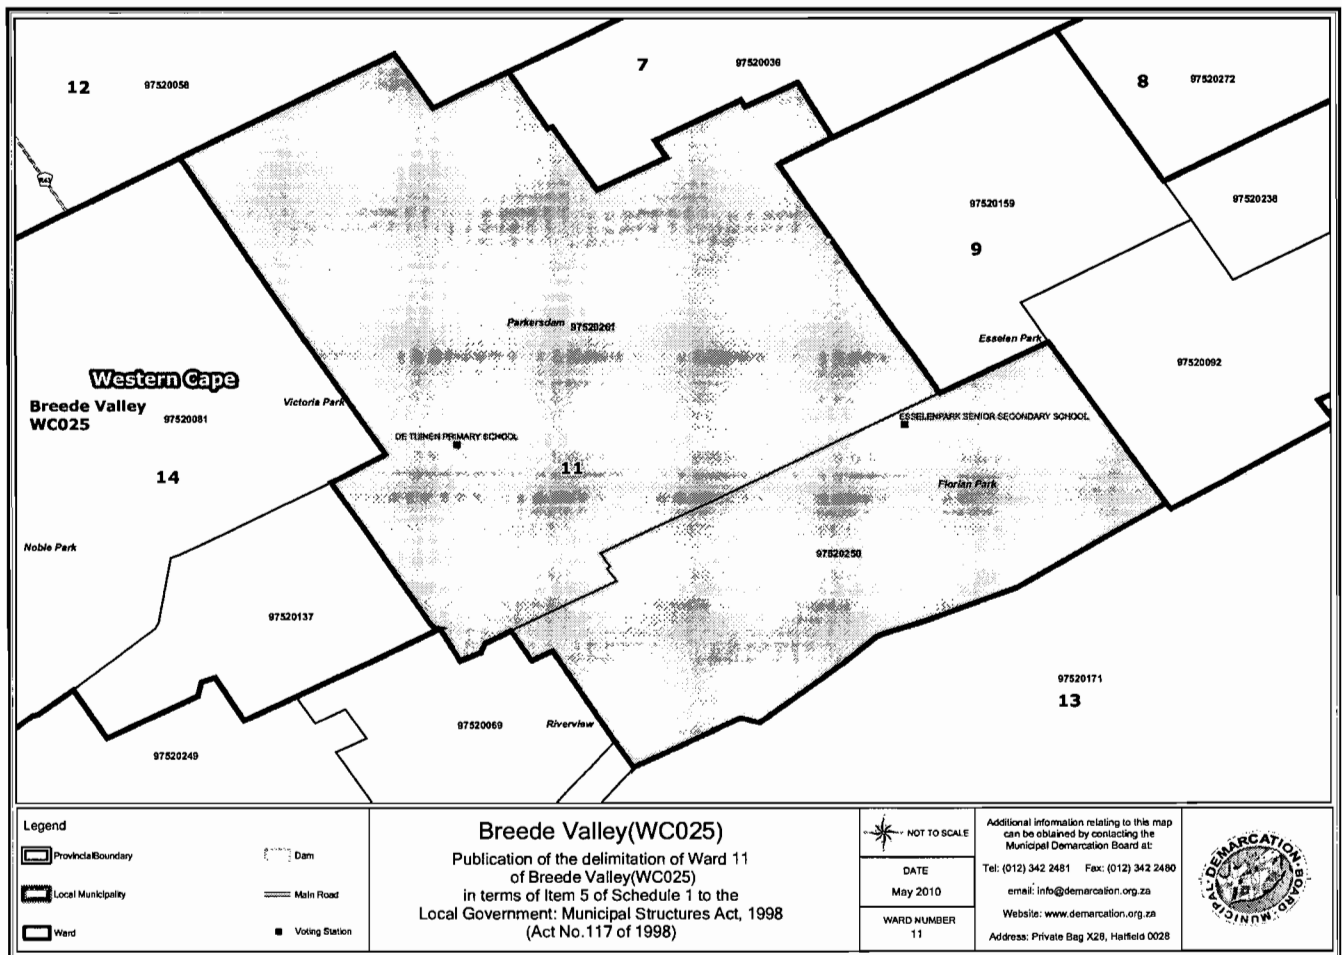 12
97520058
7
97520036
8
97520272
97520159
97520238
9
Parkersdam
97520261
Esselen Park
97520092
Western Cape
Breede Valley
WC025
97520081
Victoria Park
ESSELENPARK SENIOR SECONDARY SCHOOL
DE TUINEN PRIMARY SCHOOL
11
14
Florian Park
Noble Park
97520250
97520137
97520171
13
97520069
Riverview
97520249
Legend
ProvincialBoundary
Local Municipality
Ward
Dam
Main Road
Voting Station
Breede Valley(WC025)
Publication of the delimitation of Ward 11
of Breede Valley(WC025)
in terms of Item 5 of Schedule 1 to the
Local Government: Municipal Structures Act, 1998
(Act No.117 of 1998)
NOT TO SCALE
DATE
May 2010
WARD NUMBER
11
Additional information relating to this map
can be obtained by contacting the
Municipal Demarcation Board at:
Tel: (012) 342 2481 Fax: (012) 342 2480
email: info@demarcation.org.za
Website: www.demarcation.org.za
Address: Private Bag X28, Hatfield 0028
MUNICIPAL DEMARCATION BOARD